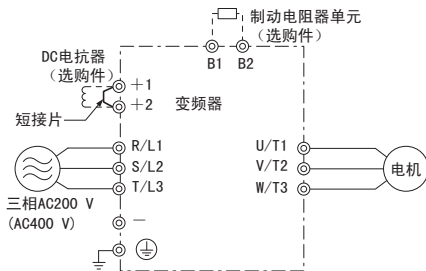 制动电阻器单元
（选购件）
B1 B2
DC电抗器
（选购件）
+1
+2
变频器
短接片
R/L1
S/L2
T/L3
U/T1
V/T2
W/T3
电机
三相AC200 V
(AC400 V)
−